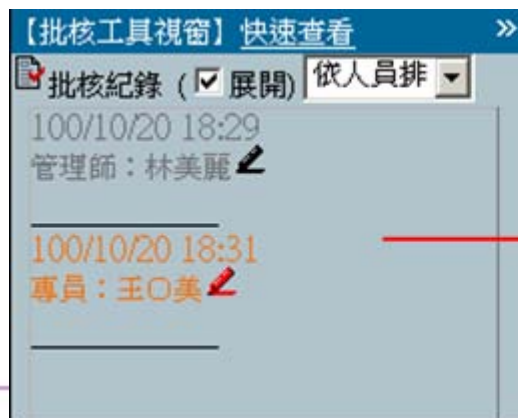 【批核工具視窗】快速查看 »
批核紀錄 (展開) 依人員排
100/10/20 18:29
管理師：林美麗
100/10/20 18:31
專員：王○美